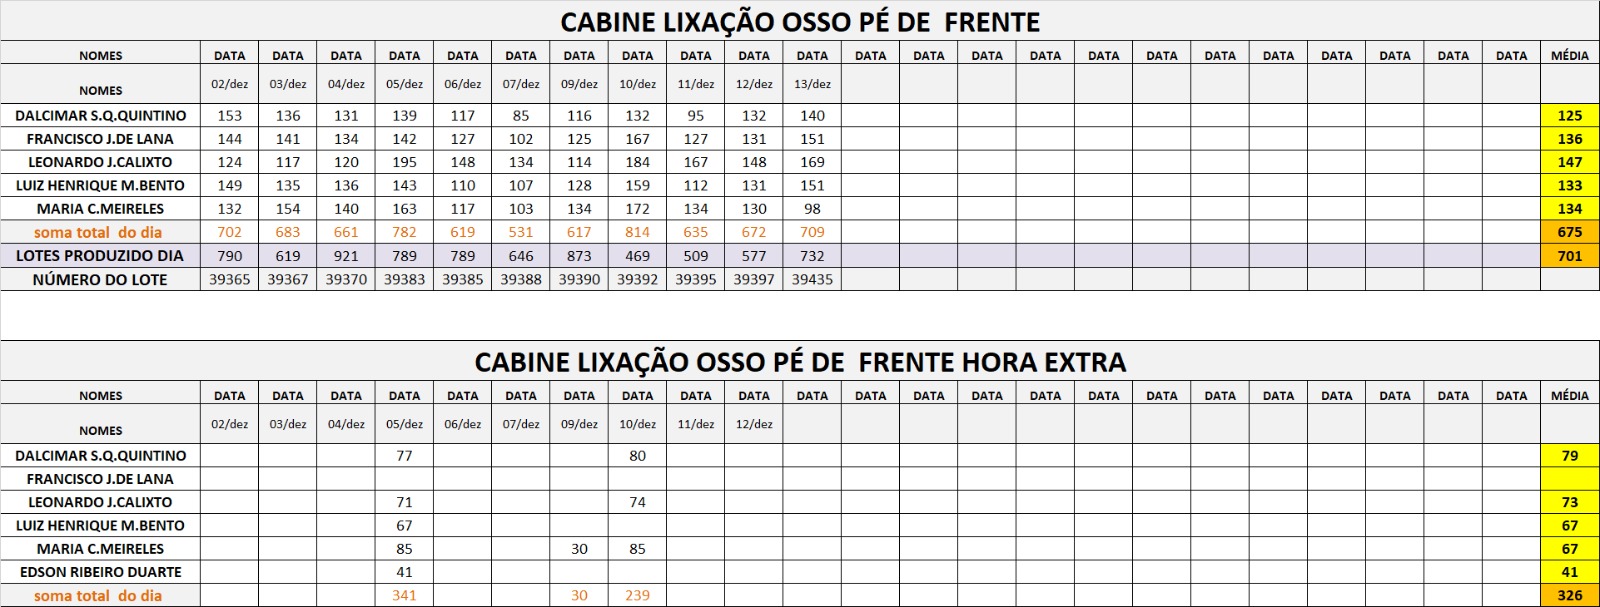 CABINE LIXAÇÃO OSSO PÉ DE FRENTE
NOMES DATA DATA DATA DATA DATA DATA DATA DATA DATA DATA DATA DATA DATA DATA DATA DATA DATA DATA DATA DATA DATA DATA DATA MÉDIA
NOMES 02/dez 03/dez 04/dez 05/dez 06/dez 07/dez 09/dez 10/dez 11/dez 12/dez 13/dez
DALCIMAR S.Q.QUINTINO 153 136 131 139 117 85 116 132 95 132 140 125
FRANCISCO J.DE LANA 144 141 134 142 127 102 125 167 127 131 151 136
LEONARDO J.CALIXTO 124 117 120 195 148 134 114 184 167 148 169 147
LUIZ HENRIQUE M.BENTO 149 135 136 143 110 107 128 159 112 131 151 133
MARIA C.MEIRELES 132 154 140 163 117 103 134 172 134 130 98 134
soma total do dia 702 683 661 782 619 531 617 814 635 672 709 675
LOTES PRODUZIDO DIA 790 619 921 789 789 646 873 469 509 577 732 701
NÚMERO DO LOTE 39365 39367 39370 39383 39385 39388 39390 39392 39395 39397 39435
CABINE LIXAÇÃO OSSO PÉ DE FRENTE HORA EXTRA
NOMES DATA DATA DATA DATA DATA DATA DATA DATA DATA DATA DATA DATA DATA DATA DATA DATA DATA DATA DATA DATA DATA DATA DATA MÉDIA
NOMES 02/dez 03/dez 04/dez 05/dez 06/dez 07/dez 09/dez 10/dez 11/dez 12/dez
DALCIMAR S.Q.QUINTINO 77 80 79
FRANCISCO J.DE LANA
LEONARDO J.CALIXTO 71 74 73
LUIZ HENRIQUE M.BENTO 67 67
MARIA C.MEIRELES 85 30 85 67
EDSON RIBEIRO DUARTE 41 41
soma total do dia 341 30 239 326